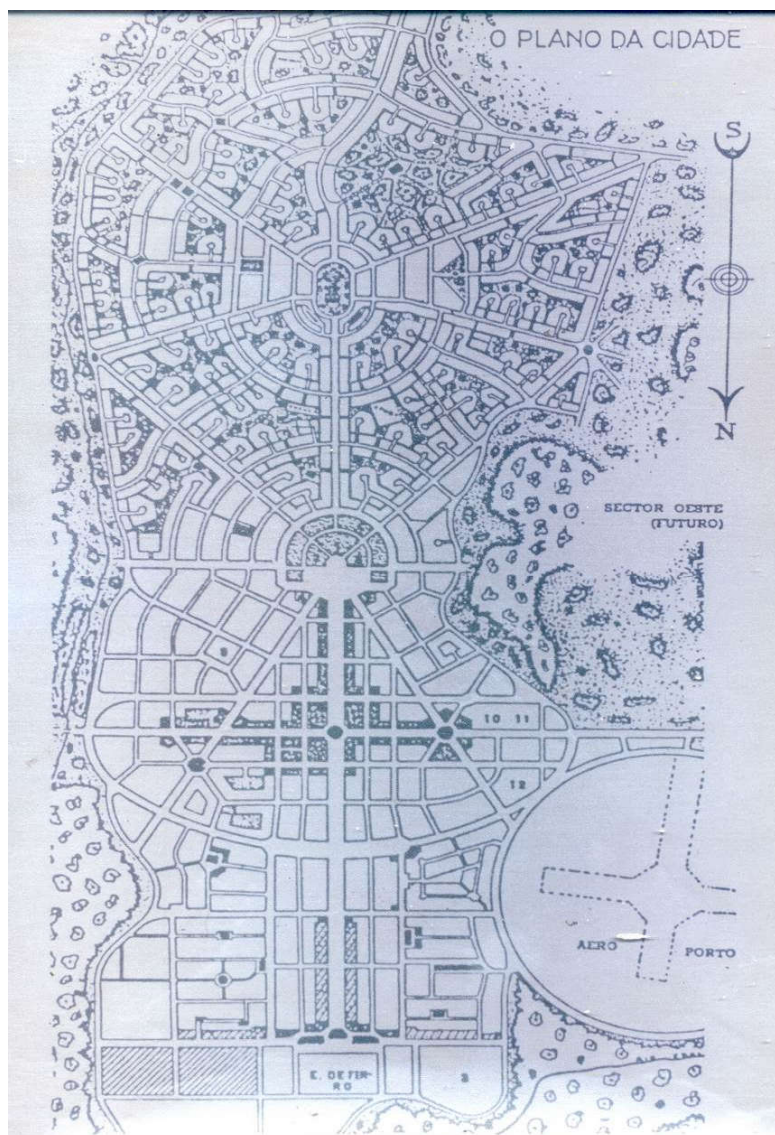 O PLANO DA CIDADE
S
N
SECTOR OESTE
(FUTURO)
10 11
12
AERO PORTO
E. DE FER-
RO